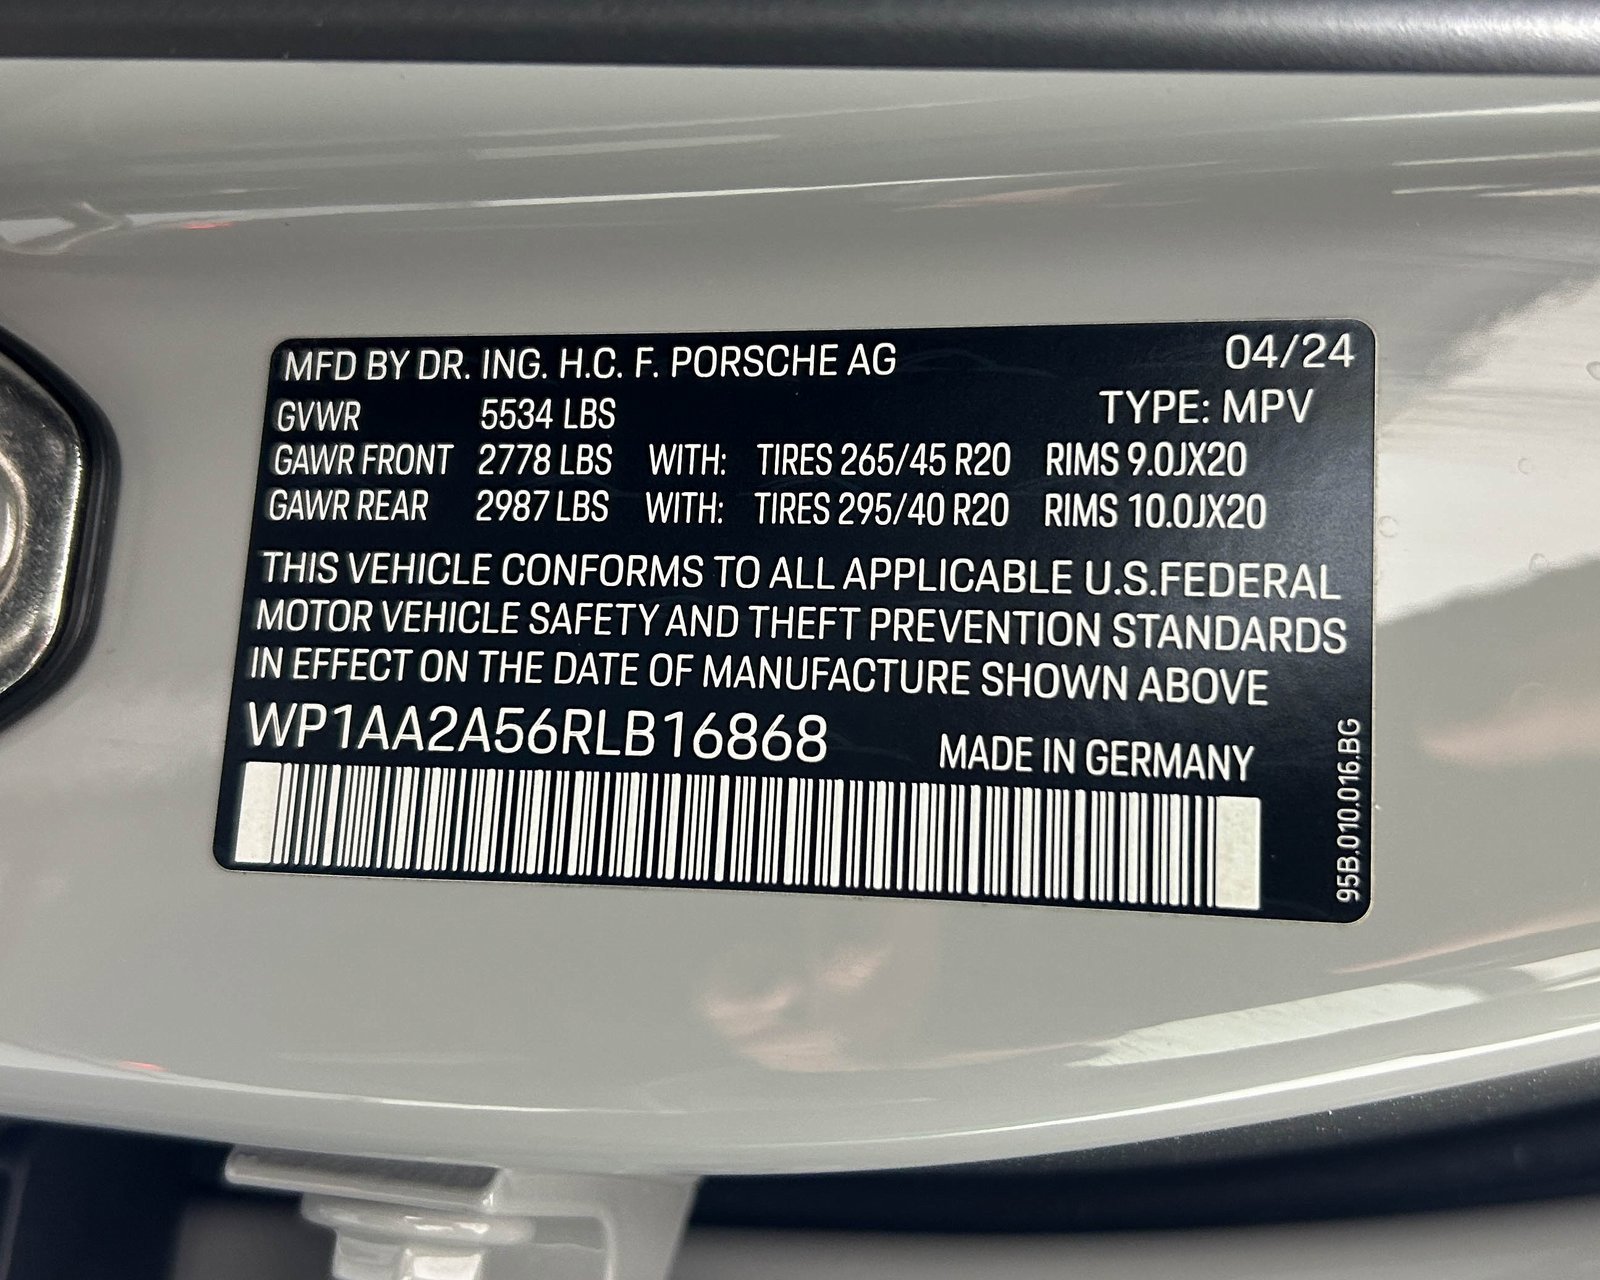 MFD BY DR. ING. H.C. F. PORSCHE AG 04/24
TYPE: MPV
GVWR 5534 LBS
GAWR FRONT 2778 LBS WITH: TIRES 265/45 R20 RIMS 9.0JX20
GAWR REAR 2987 LBS WITH: TIRES 295/40 R20 RIMS 10.0JX20
THIS VEHICLE CONFORMS TO ALL APPLICABLE U.S.FEDERAL
MOTOR VEHICLE SAFETY AND THEFT PREVENTION STANDARDS
IN EFFECT ON THE DATE OF MANUFACTURE SHOWN ABOVE
WP1AA2A56RLB16868 MADE IN GERMANY
95B.010.016.BG